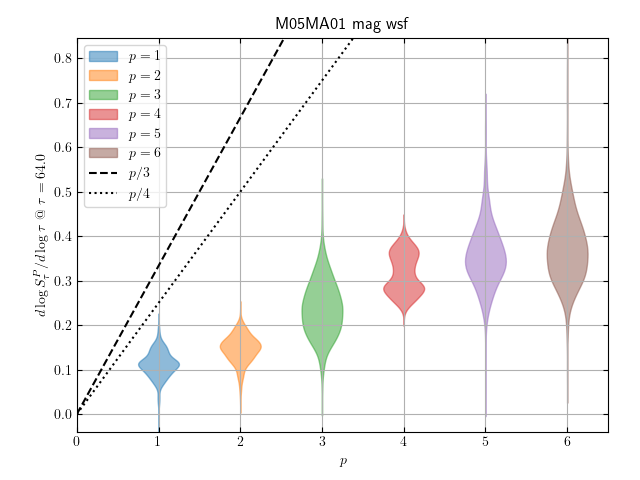 M05MA01 mag wsf
0.8
0.7
0.6
0.5
0.4
0.3
0.2
0.1
0.0
d log S_τ^P / d log τ @ τ = 64.0
p = 1
p = 2
p = 3
p = 4
p = 5
p = 6
p/3
p/4
0 1 2 3 4 5 6
p